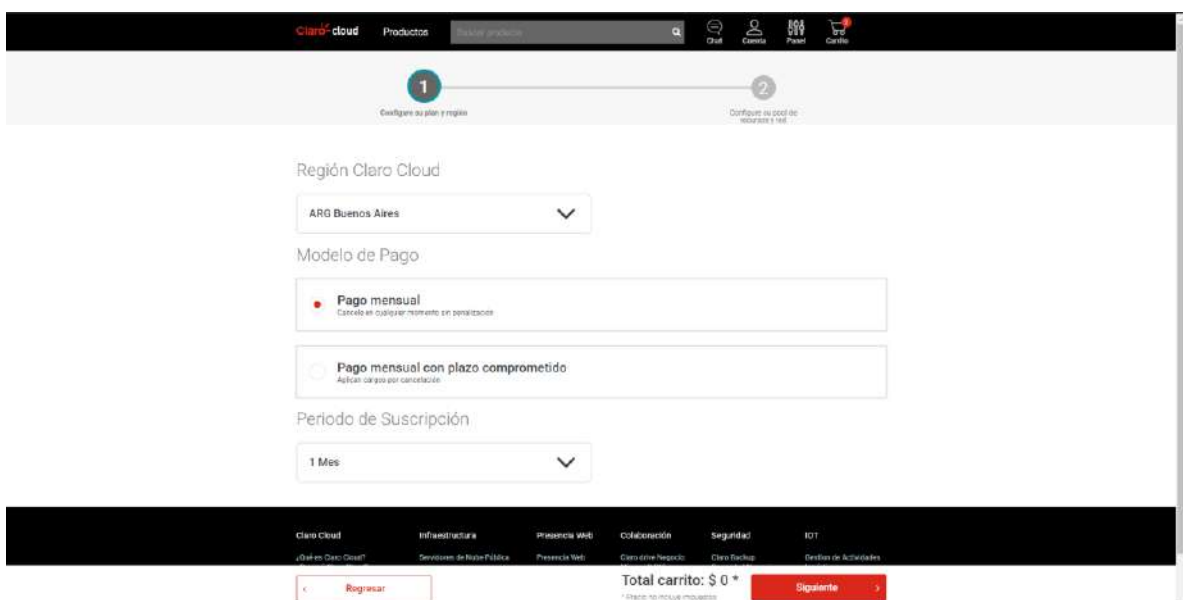 Claro-cloud
Productos
Buscar producto
Chat
Cuenta
Panel
Carrito
1
Configure su plan y región
2
Configure su pool de
recursos y red
Región Claro Cloud
ARG Buenos Aires
Modelo de Pago
Pago mensual
Cancele en cualquier momento sin penalización
Pago mensual con plazo comprometido
Aplican cargos por cancelación
Periodo de Suscripción
1 Mes
Claro Cloud
Infraestructura
Presencia Web
Colaboración
Seguridad
IOT
¿Qué es Claro Cloud?
Servidores de Nube Pública
Presencia Web
Claro drive Negocio
Claro Backup
Gestión de Actividades
Regresar
Total carrito: $ 0 *
* Precio no incluye impuestos
Siguiente